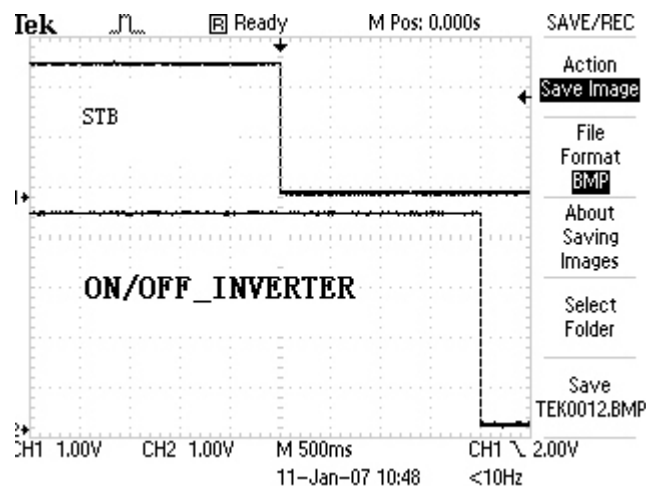 Tek Ready M Pos: 0.000s SAVE/REC
Action
Save Image
STB
File
Format
BMP
About
Saving
Images
ON/OFF_INVERTER
Select
Folder
Save
TEK0012.BMP
CH1 1.00V CH2 1.00V M 500ms CH1 2.00V
11-Jan-07 10:48 <10Hz